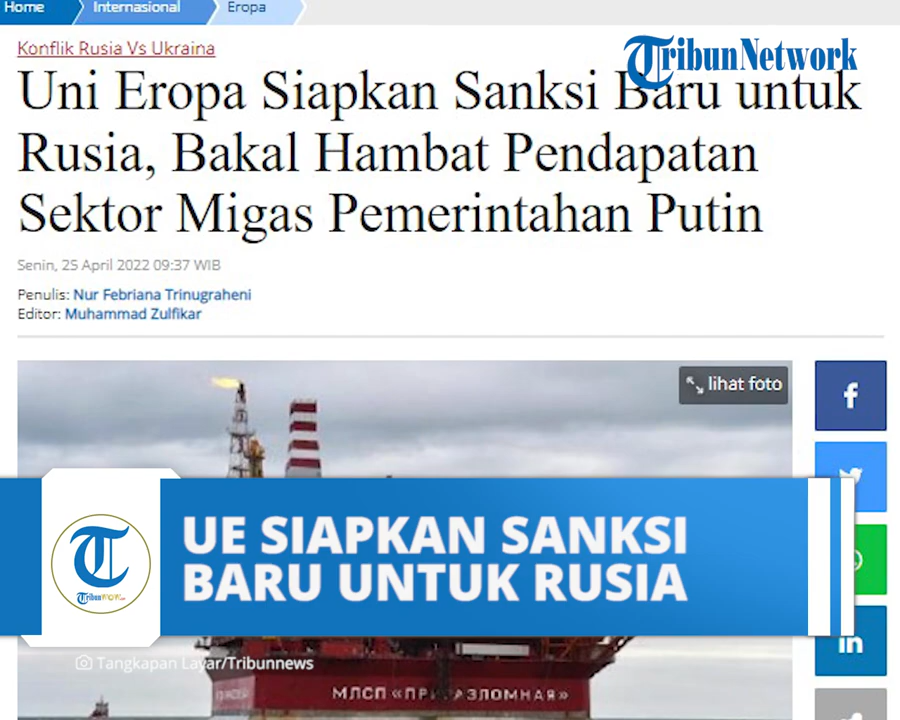 Home Internasional Eropa
Konflik Rusia Vs Ukraina
TribunNetwork
Uni Eropa Siapkan Sanksi Baru untuk
Rusia, Bakal Hambat Pendapatan
Sektor Migas Pemerintahan Putin
Senin, 25 April 2022 09:37 WIB
Penulis: Nur Febriana Trinugraheni
Editor: Muhammad Zulfikar
lihat foto
UE SIAPKAN SANKSI
BARU UNTUK RUSIA
Tangkapan Layar/Tribunnews
МЛСП «ПРИРАЗЛОМНАЯ»
in